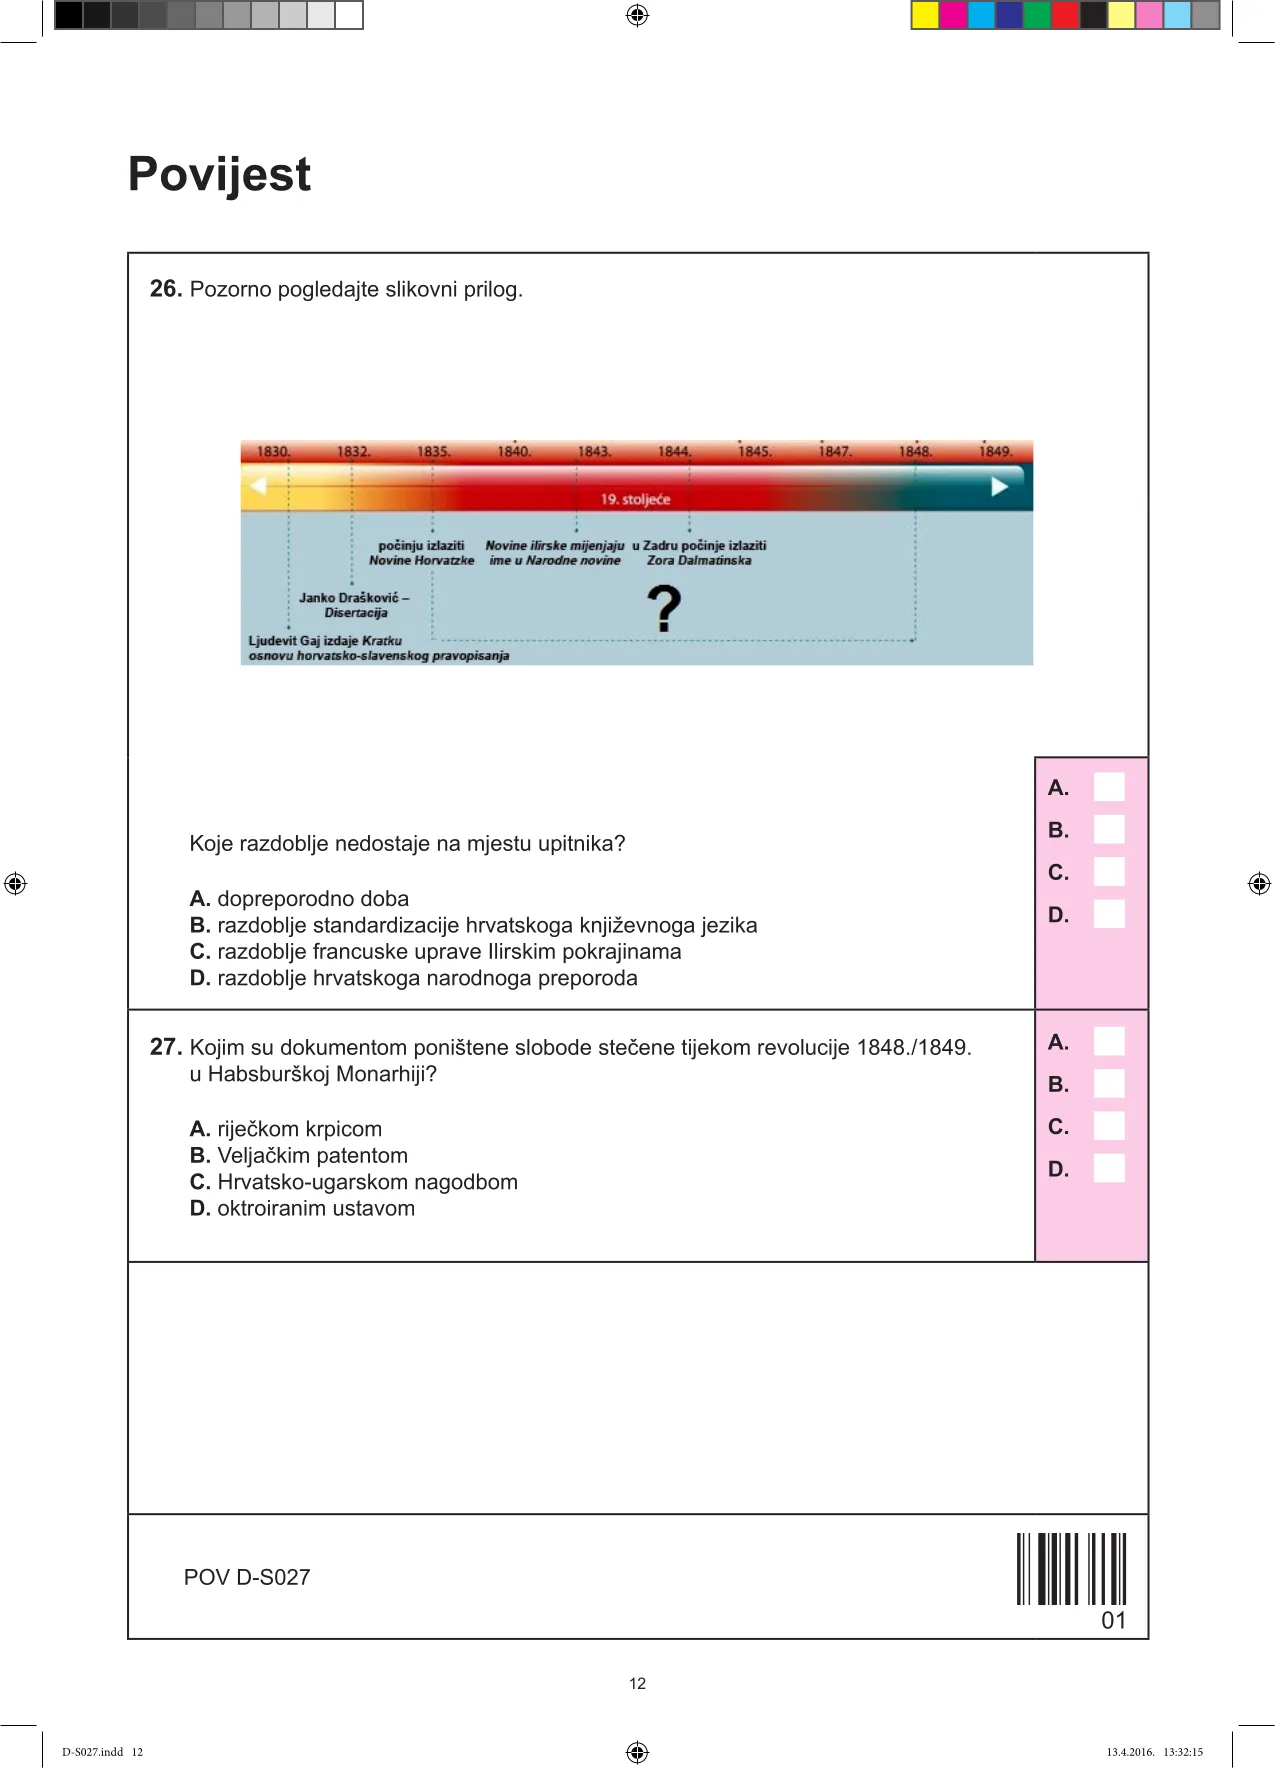 Povijest
26. Pozorno pogledajte slikovni prilog.
1830. 1832. 1835. 1840. 1843. 1844. 1845. 1847. 1848. 1849.
19. stoljeće
počinju izlaziti
Novine Horvatzke
Novine ilirske mijenjaju
ime u Narodne novine
u Zadru počinje izlaziti
Zora Dalmatinska
Janko Drašković –
Disertacija
?
Ljudevit Gaj izdaje Kratku
osnovu horvatsko-slavenskog pravopisanja
Koje razdoblje nedostaje na mjestu upitnika?
A. dopreporodno doba
B. razdoblje standardizacije hrvatskoga književnoga jezika
C. razdoblje francuske uprave Ilirskim pokrajinama
D. razdoblje hrvatskoga narodnoga preporoda
A.
B.
C.
D.
27. Kojim su dokumentom poništene slobode stečene tijekom revolucije 1848./1849.
u Habsburškoj Monarhiji?
A. riječkom krpicom
B. Veljačkim patentom
C. Hrvatsko-ugarskom nagodbom
D. oktroiranim ustavom
A.
B.
C.
D.
POV D-S027
01
12
D-S027.indd 12
13.4.2016. 13:32:15